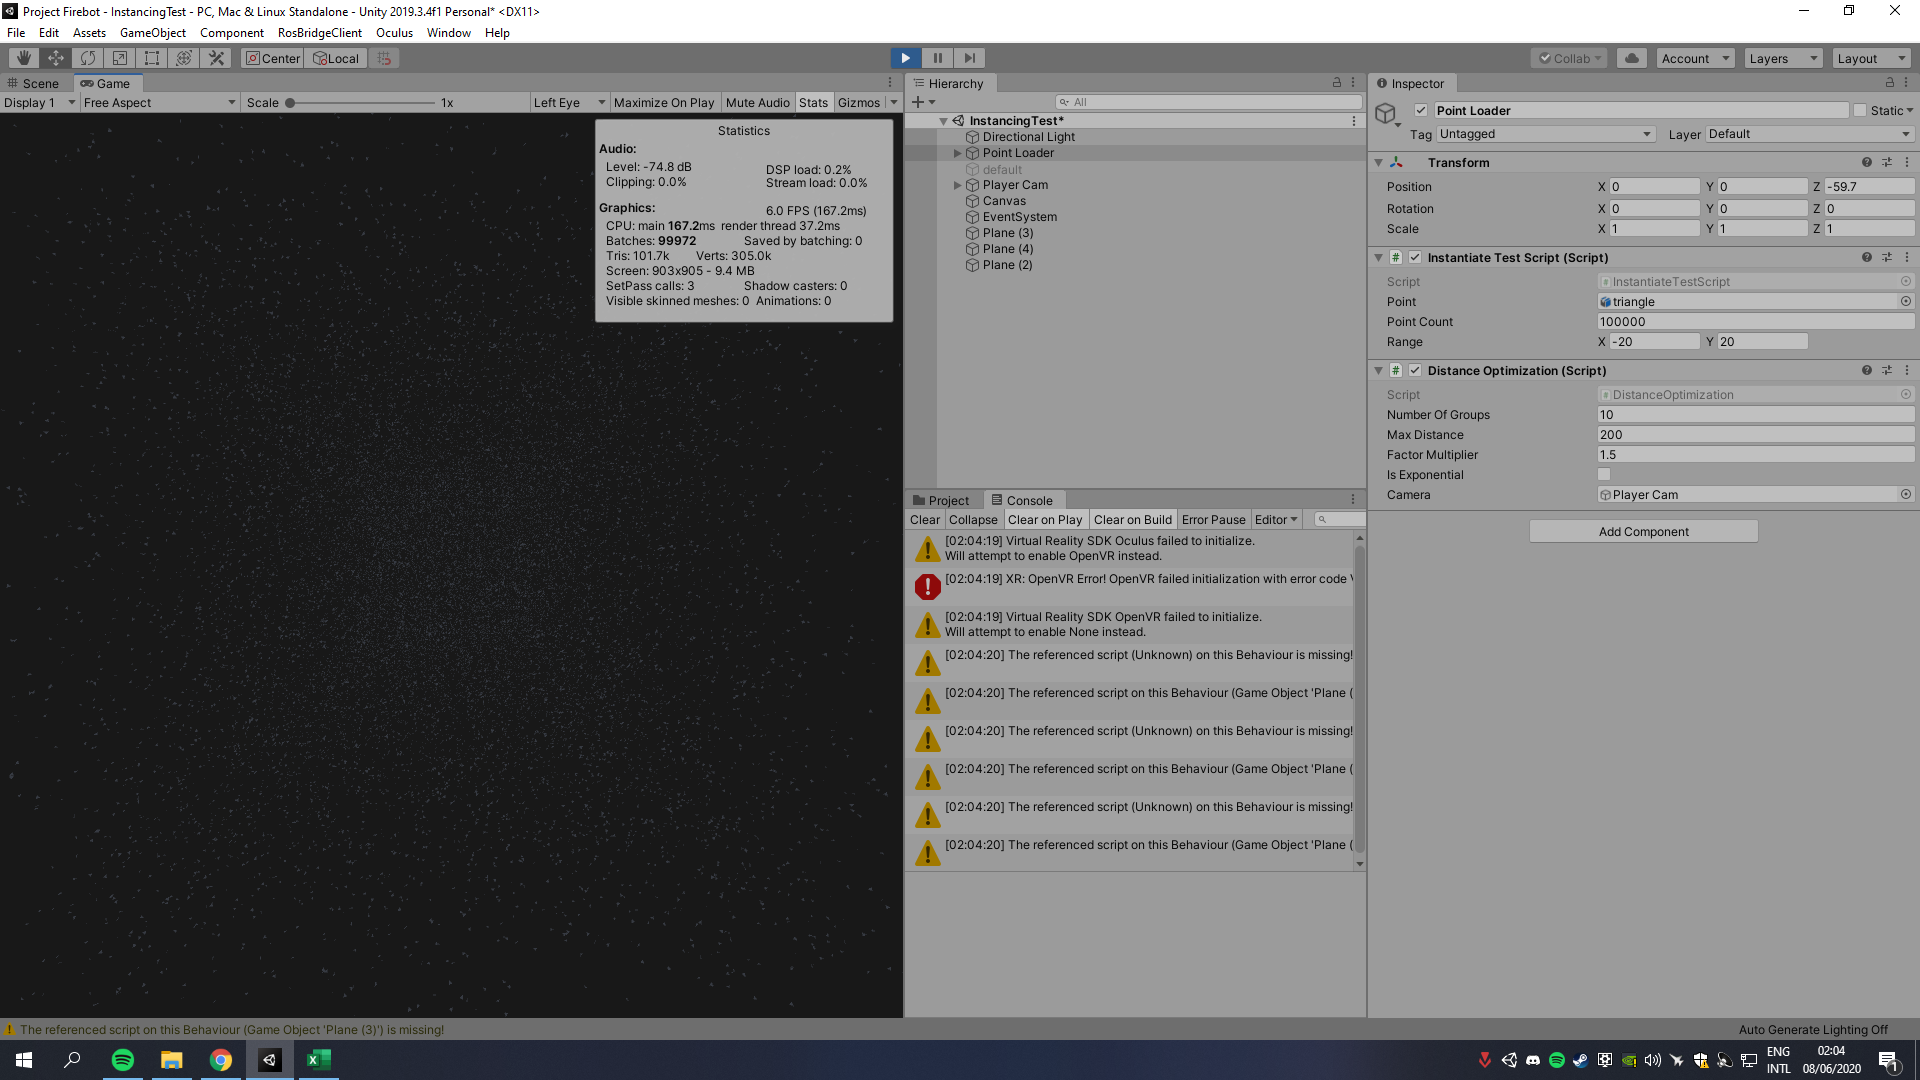 Project Firebot - InstancingTest - PC, Mac & Linux Standalone - Unity 2019.3.4f1 Personal* <DX11>
File Edit Assets GameObject Component RosBridgeClient Oculus Window Help
Center Local Collab Account Layers Layout
Scene Game
Display 1 Free Aspect Scale 1x Left Eye Maximize On Play Mute Audio Stats Gizmos
Statistics
Audio:
Level: -74.8 dB DSP load: 0.2%
Clipping: 0.0% Stream load: 0.0%
Graphics: 6.0 FPS (167.2ms)
CPU: main 167.2ms render thread 37.2ms
Batches: 99972 Saved by batching: 0
Tris: 101.7k Verts: 305.0k
Screen: 903x905 - 9.4 MB
SetPass calls: 3 Shadow casters: 0
Visible skinned meshes: 0 Animations: 0
Hierarchy
All
InstancingTest*
Directional Light
Point Loader
default
Player Cam
Canvas
EventSystem
Plane (3)
Plane (4)
Plane (2)
Project Console
Clear Collapse Clear on Play Clear on Build Error Pause Editor
[02:04:19] Virtual Reality SDK Oculus failed to initialize.
Will attempt to enable OpenVR instead.
[02:04:19] XR: OpenVR Error! OpenVR failed initialization with error code
[02:04:19] Virtual Reality SDK OpenVR failed to initialize.
Will attempt to enable None instead.
[02:04:20] The referenced script (Unknown) on this Behaviour is missing!
[02:04:20] The referenced script on this Behaviour (Game Object 'Plane (
[02:04:20] The referenced script (Unknown) on this Behaviour is missing!
[02:04:20] The referenced script on this Behaviour (Game Object 'Plane (
[02:04:20] The referenced script (Unknown) on this Behaviour is missing!
[02:04:20] The referenced script on this Behaviour (Game Object 'Plane (
Inspector
Point Loader Static
Tag Untagged Layer Default
Transform
Position X 0 Y 0 Z -59.7
Rotation X 0 Y 0 Z 0
Scale X 1 Y 1 Z 1
# Instantiate Test Script (Script)
Script InstantiateTestScript
Point triangle
Point Count 100000
Range X -20 Y 20
# Distance Optimization (Script)
Script DistanceOptimization
Number Of Groups 10
Max Distance 200
Factor Multiplier 1.5
Is Exponential
Camera Player Cam
Add Component
The referenced script on this Behaviour (Game Object 'Plane (3)') is missing!
Auto Generate Lighting Off
ENG
INTL
02:04
08/06/2020
1